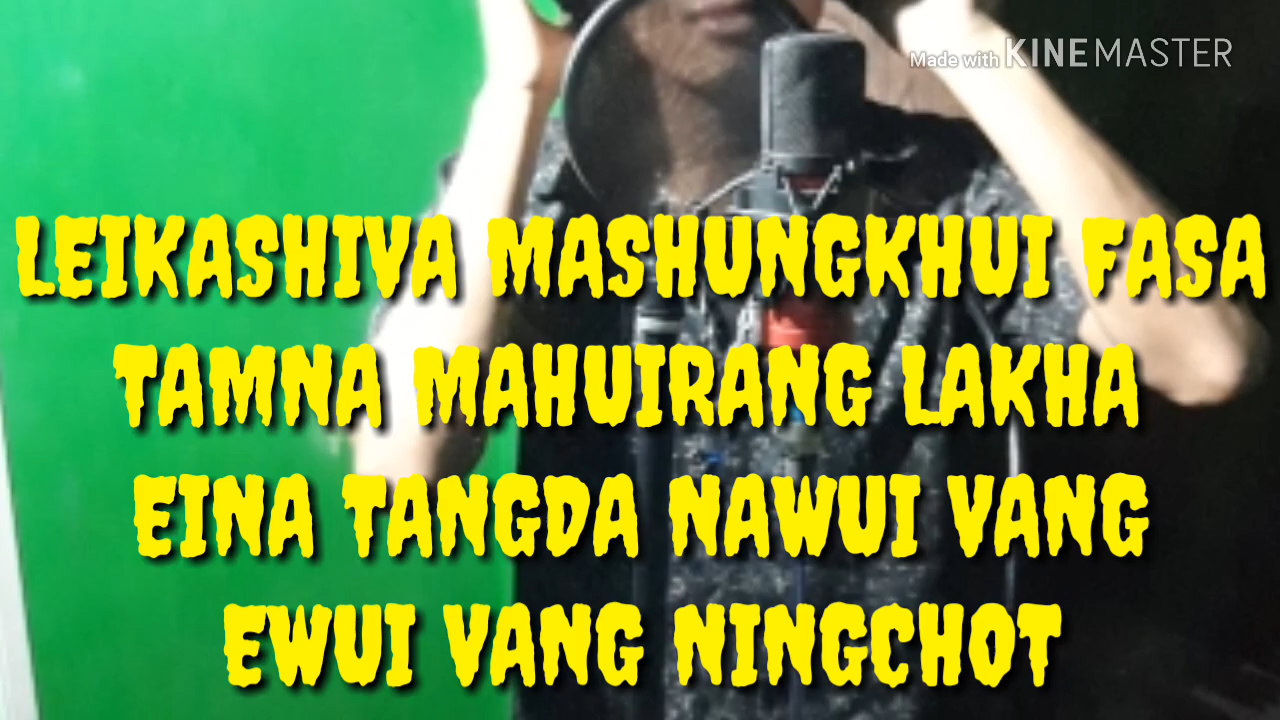 Made with KINEMASTER
LEIKASHIVA MASHUNGKHUI FASA
TAMNA MAHUIRANG LAKHA
EINA TANGDA NAWUI VANG
EWUI VANG NINGCHOT